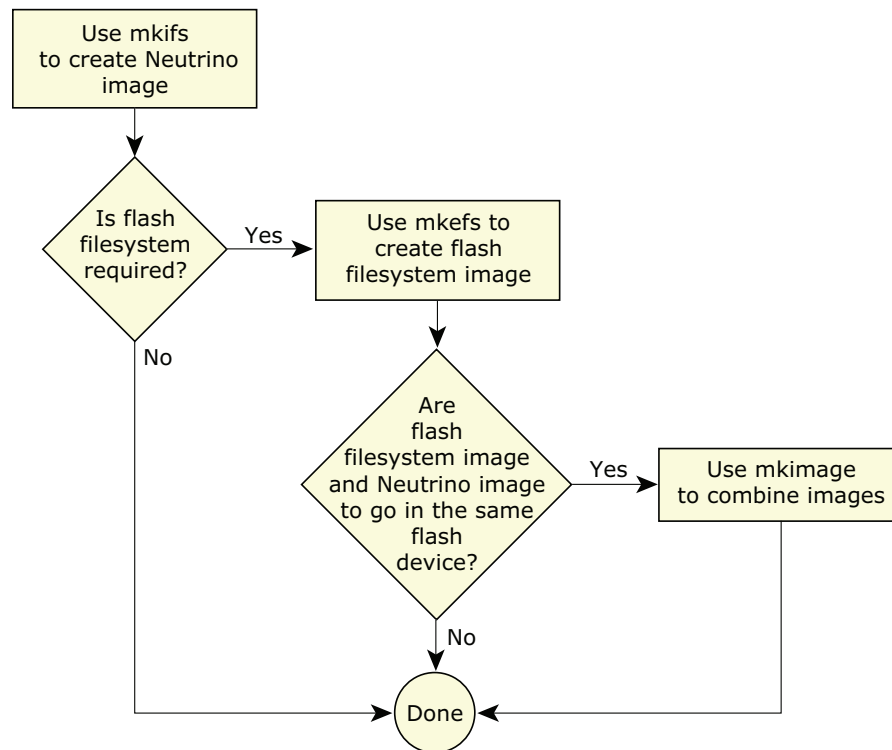 Use mkifs
to create Neutrino
image
Is flash
filesystem
required?
Yes
Use mkefs to
create flash
filesystem image
No
Are
flash
filesystem image
and Neutrino image
to go in the same
flash
device?
Yes
Use mkimage
to combine images
No
Done